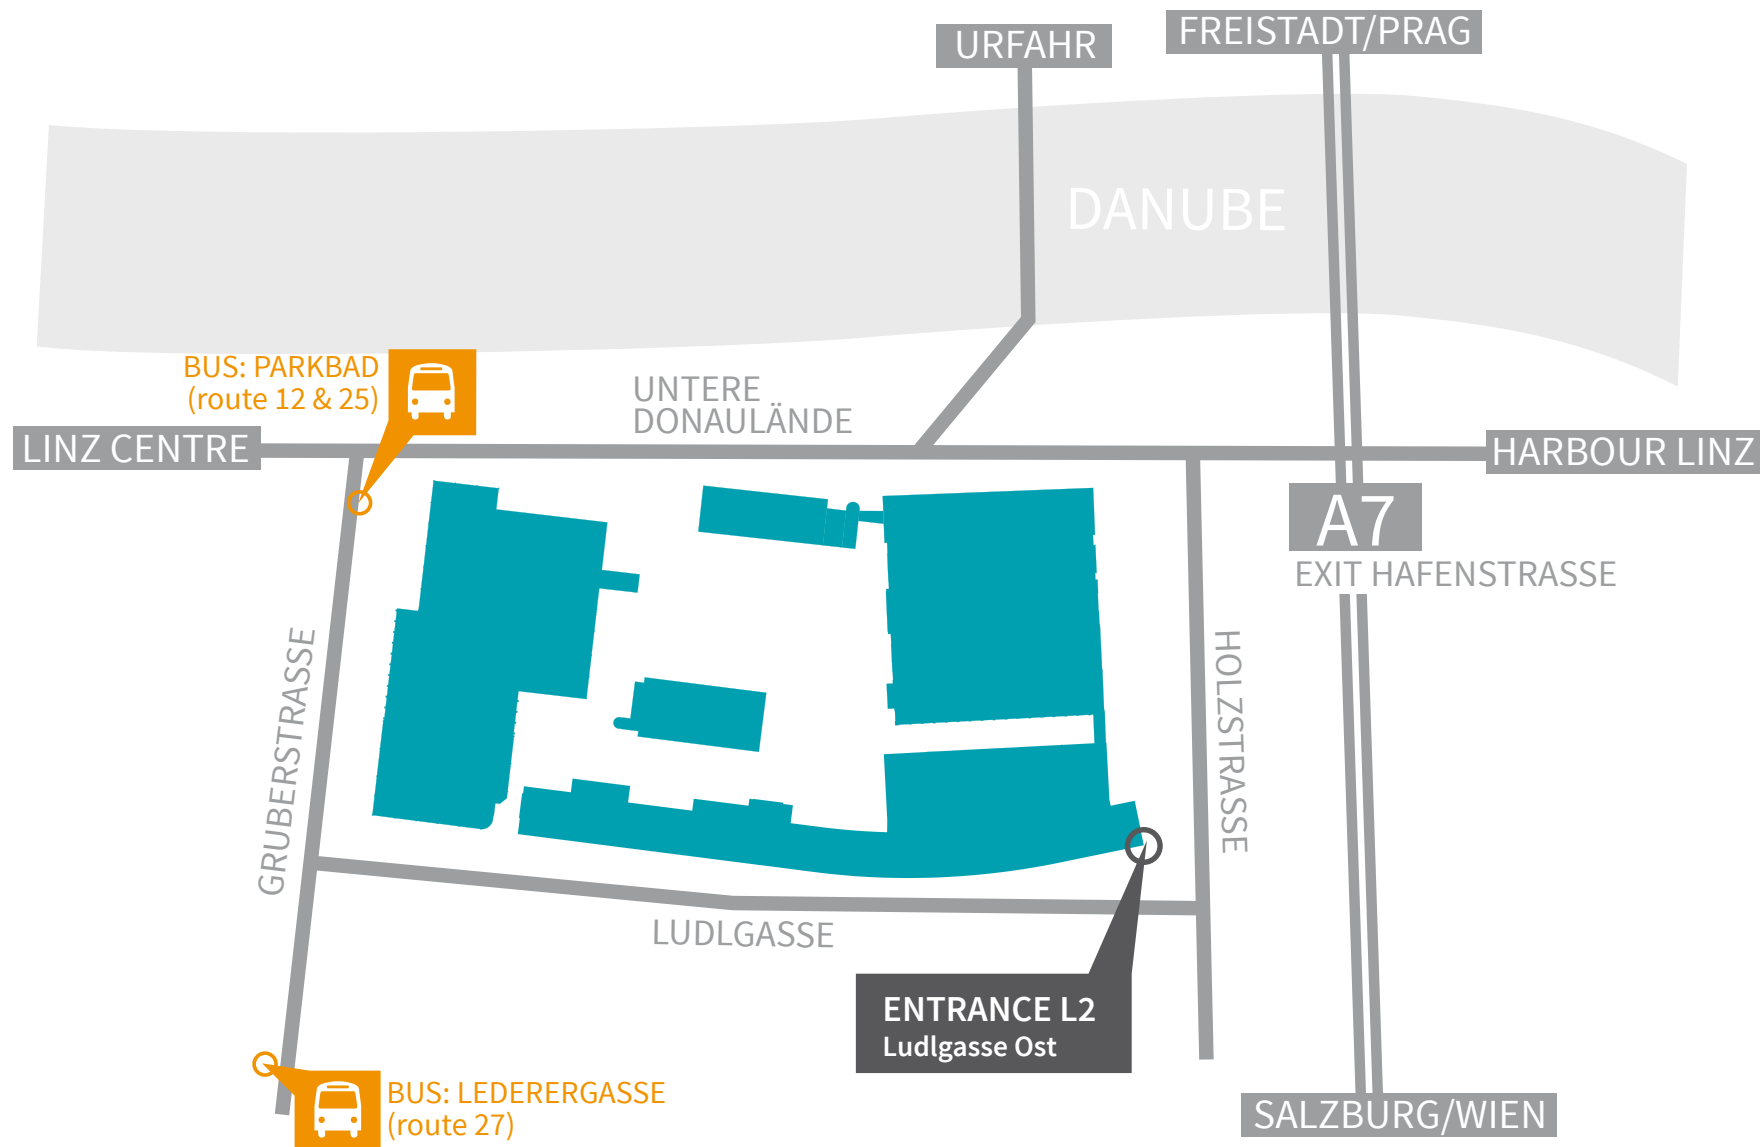 FREISTADT/PRAG
URFAHR
DANUBE
BUS: PARKBAD
(route 12 & 25)
UNTERE
DONAULÄNDE
LINZ CENTRE
HARBOUR LINZ
A7
EXIT HAFENSTRASSE
GRUBERSTRASSE
HOLZSTRASSE
LUDLGASSE
ENTRANCE L2
Ludlgasse Ost
BUS: LEDERERGASSE
(route 27)
SALZBURG/WIEN